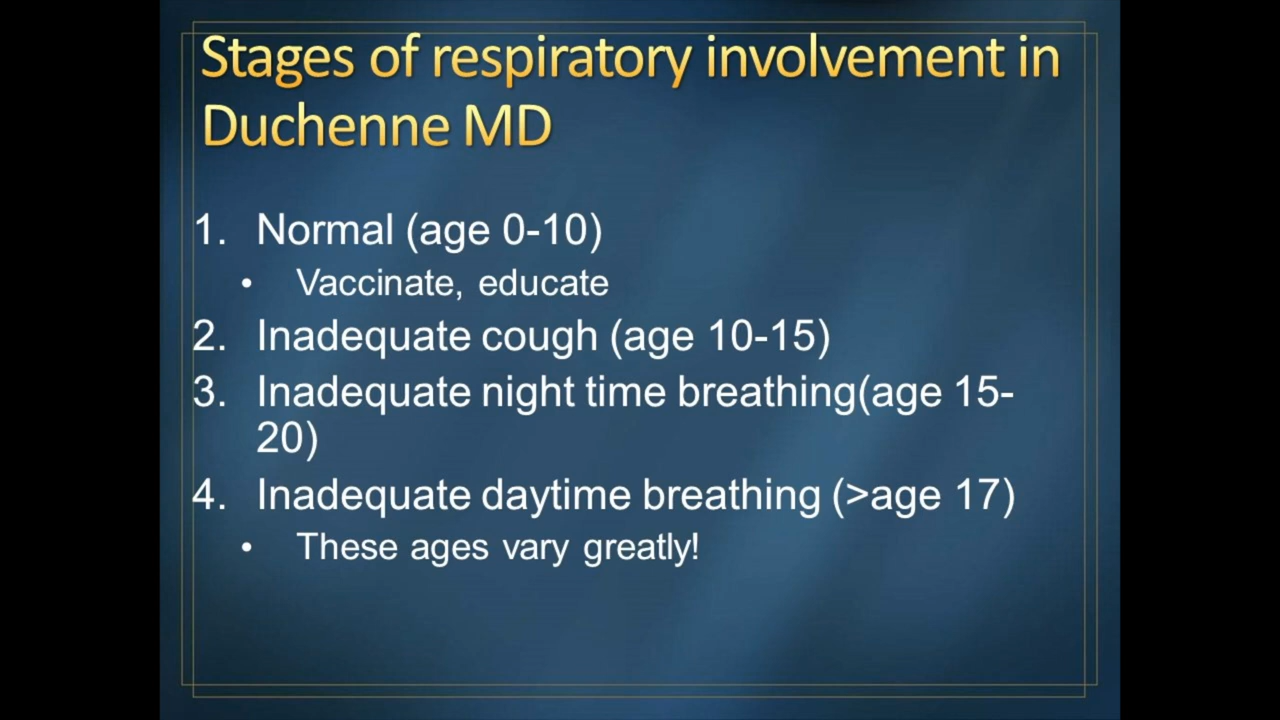 Stages of respiratory involvement in
Duchenne MD
1. Normal (age 0-10)
• Vaccinate, educate
2. Inadequate cough (age 10-15)
3. Inadequate night time breathing(age 15-
20)
4. Inadequate daytime breathing (>age 17)
• These ages vary greatly!